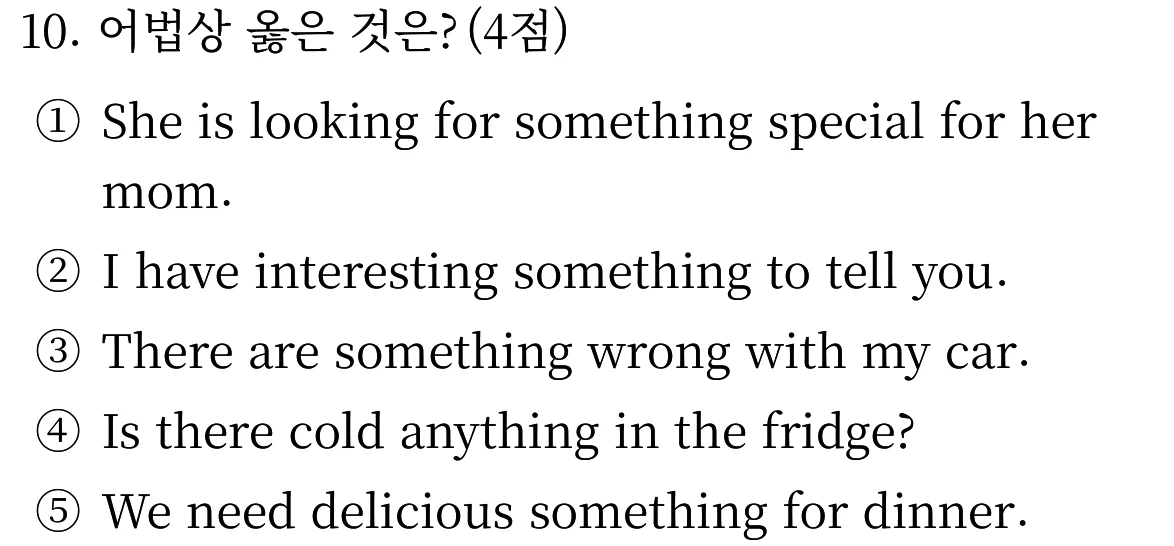 10. 어법상 옳은 것은? (4점)
① She is looking for something special for her
mom.
② I have interesting something to tell you.
③ There are something wrong with my car.
④ Is there cold anything in the fridge?
⑤ We need delicious something for dinner.